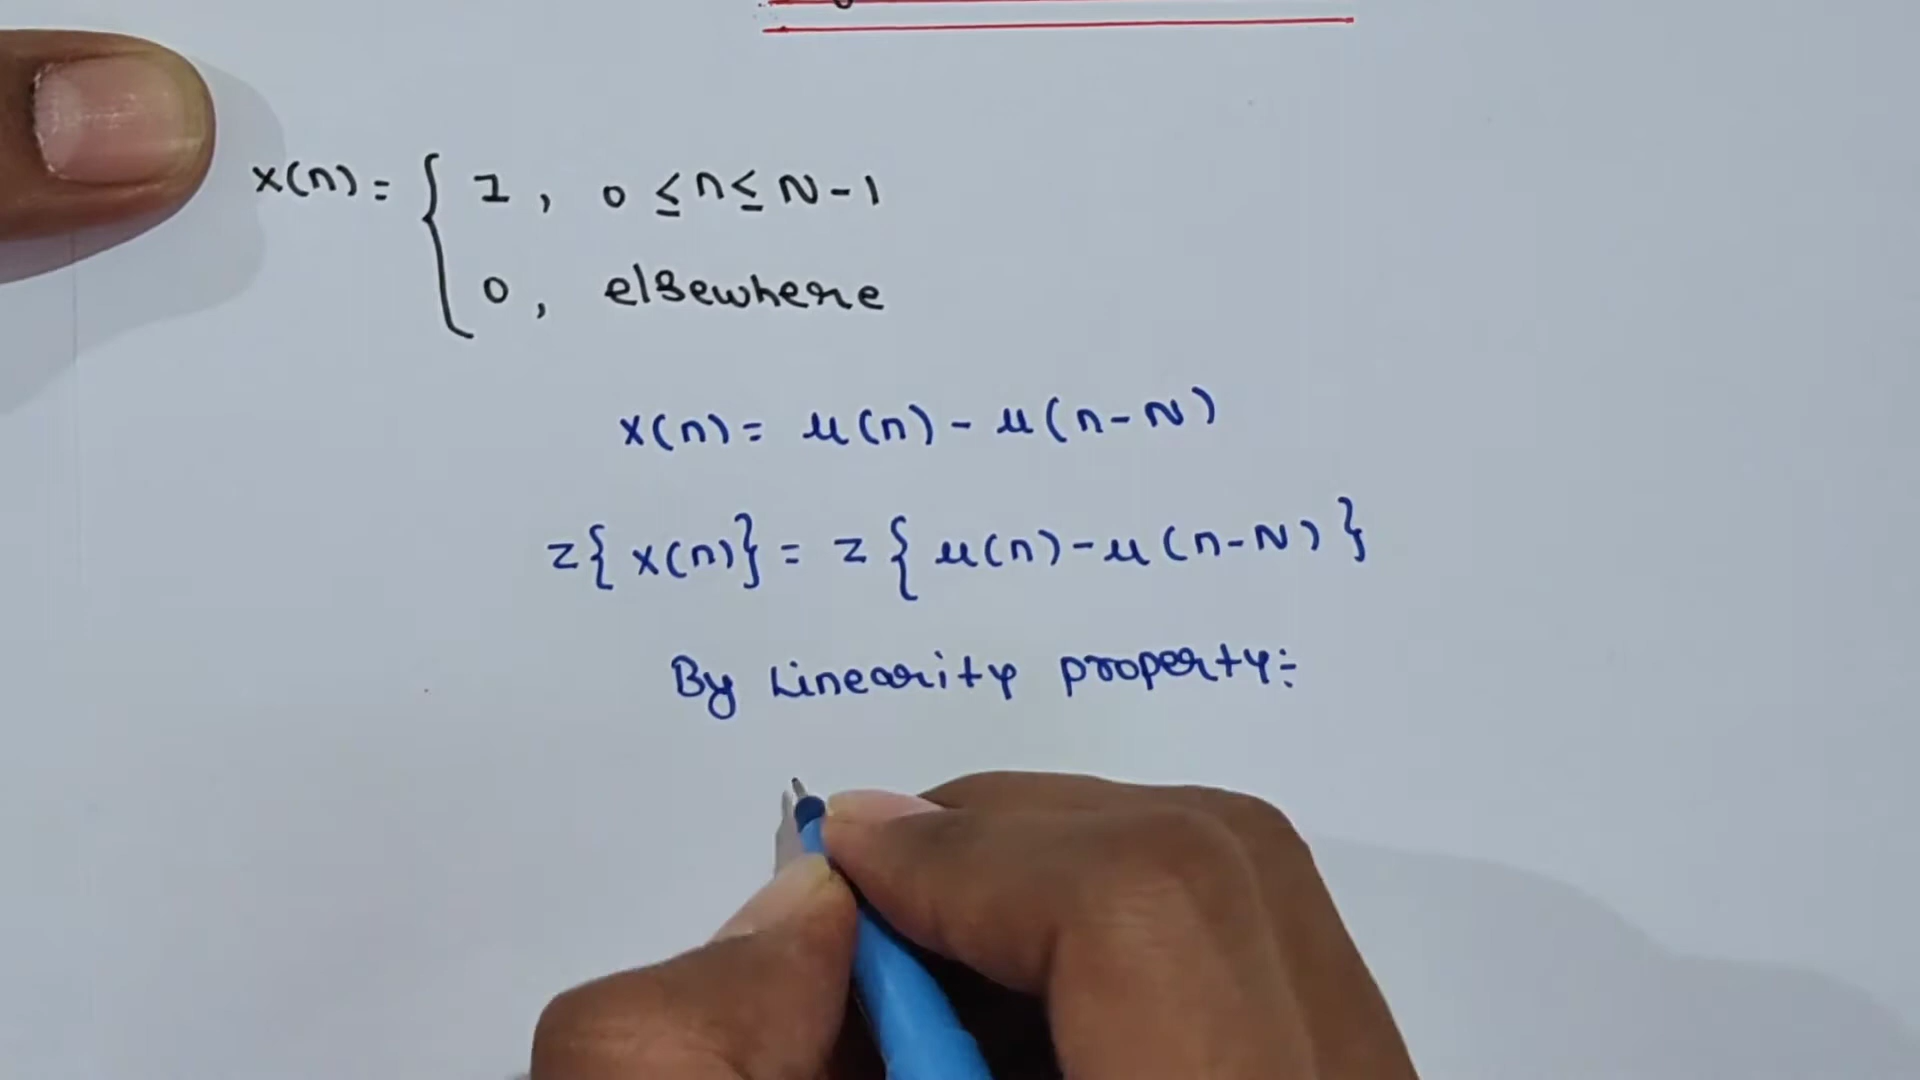 x(n) = { 1 , 0 ≤ n ≤ N - 1
0 , elsewhere
x(n) = u(n) - u(n-N)
z{x(n)} = z{u(n) - u(n-N)}
By Linearity property: